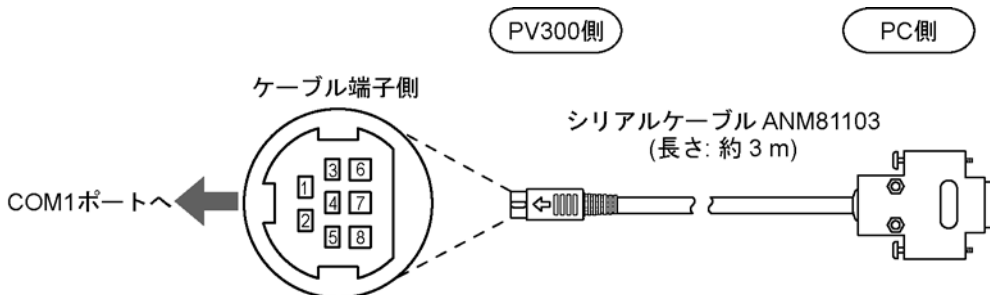 PV300側
PC側
ケーブル端子側
シリアルケーブル ANM81103
(長さ: 約 3 m)
COM1ポートへ
3 6
1
4 7
2
5 8